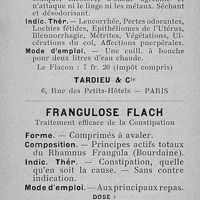 n'attaque ni le linge ni les métaux. Séchant
et désodorisant.
Indic. Thér. — Leucorrhée, Pertes odorantes,
Lochies fétides, Epithéliomes de l'Utérus,
Blennorrhagie, Métrites, Végétations, Ul-
cérations du col, Affections puerpérales.
Mode d'emploi. — Une cuill. à bouche
pour deux litres d'eau chaude.
Le Flacon : 7 fr. 20 (impôt compris)
TARDIEU & Cie
6, Rue des Petits-Hôtels — PARIS
FRANGULOSE FLACH
Traitement efficace de la Constipation
Forme. — Comprimés à avaler.
Composition. — Principes actifs totaux
du Rhamnus Frangula (Bourdaine).
Indic. Thér. — Constipation, quelle
qu'en soit la cause. — Sans contre
indication.
Mode d'emploi. — Aux principaux repas.
DOSE :